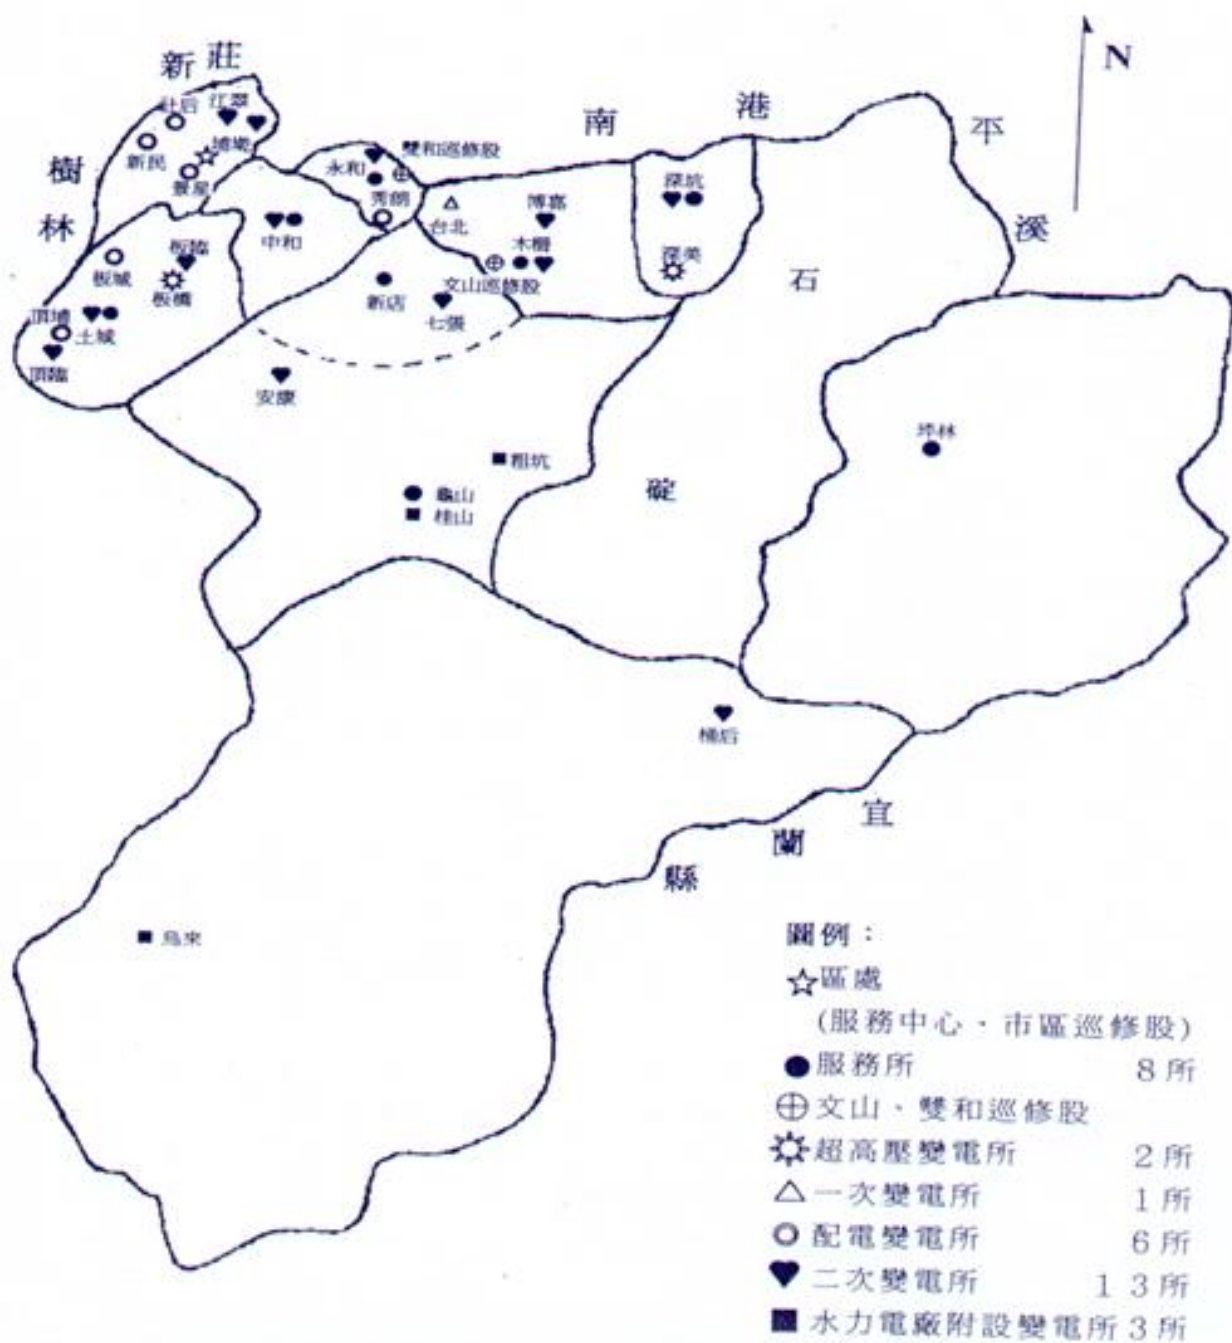 N
新莊
南港
平溪
樹林
社后
江翠
新民
埔墘
景星
永和
雙和巡修股
秀朗
台北
博嘉
深坑
木柵
深美
文山巡修股
中和
板城
板臨
板橋
新店
七張
石碇
頂埔
土城
頂臨
安康
坪林
粗坑
龜山
桂山
桶后
宜蘭縣
烏來
圖例：
☆區處
(服務中心、市區巡修股)
●服務所 8所
⊕文山、雙和巡修股
超高壓變電所 2所
△一次變電所 1所
◎配電變電所 6所
♥二次變電所 13所
■水力電廠附設變電所3所